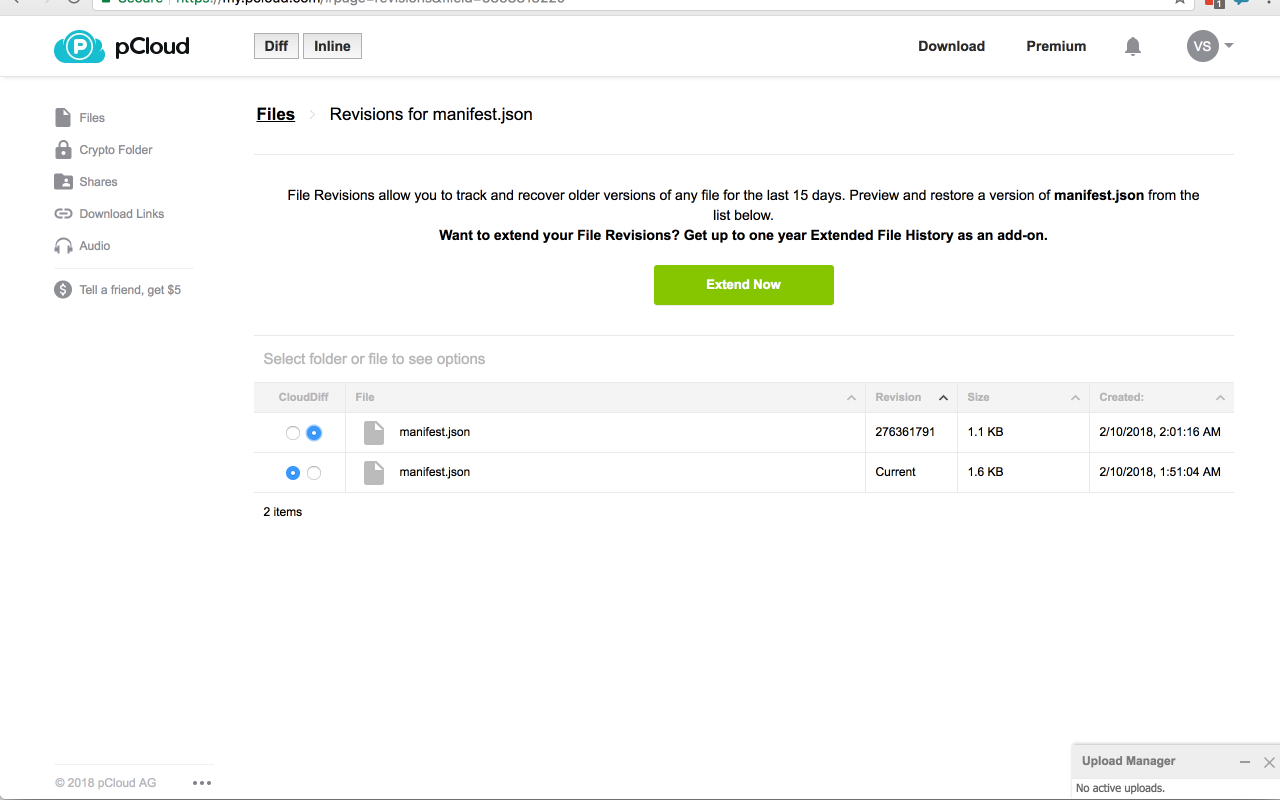 pCloud
Diff Inline
Download Premium VS
Files
Crypto Folder
Shares
Download Links
Audio
Tell a friend, get $5
Files Revisions for manifest.json
File Revisions allow you to track and recover older versions of any file for the last 15 days. Preview and restore a version of manifest.json from the
list below.
Want to extend your File Revisions? Get up to one year Extended File History as an add-on.
Extend Now
Select folder or file to see options
CloudDiff File Revision Size Created:
manifest.json 276361791 1.1 KB 2/10/2018, 2:01:16 AM
manifest.json Current 1.6 KB 2/10/2018, 1:51:04 AM
2 items
© 2018 pCloud AG
Upload Manager
No active uploads.